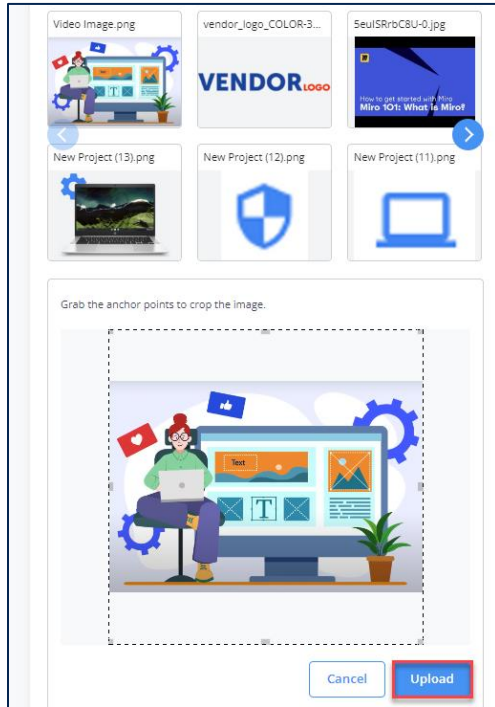 Video Image.png
vendor_logo_COLOR-3...
5eulSRrbC8U-0.jpg
VENDOR LOGO
How to get started with Miro
Miro 101: What is Miro?
New Project (13).png
New Project (12).png
New Project (11).png
Grab the anchor points to crop the image.
Text
T
Cancel
Upload